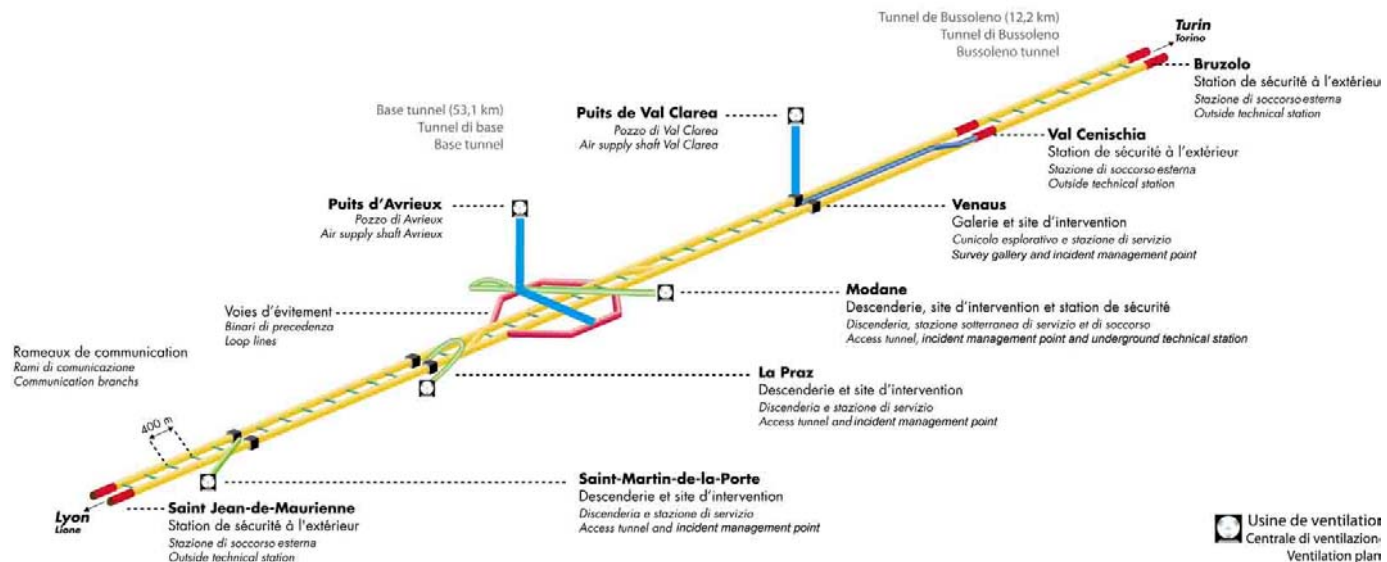 Tunnel de Bussoleno (12,2 km)
Tunnel di Bussoleno
Bussoleno tunnel
Turin
Torino
Bruzolo
Station de sécurité à l'extérieur
Stazione di soccorso esterna
Outside technical station
Base tunnel (53,1 km)
Tunnel di base
Base tunnel
Puits de Val Clarea
Pozzo di Val Clarea
Air supply shaft Val Clarea
Val Cenischia
Station de sécurité à l'extérieur
Stazione di soccorso esterna
Outside technical station
Puits d'Avrieux
Pozzo di Avrieux
Air supply shaft Avrieux
Venaus
Galerie et site d'intervention
Cunicolo esplorativo e stazione di servizio
Survey gallery and incident management point
Modane
Descenderie, site d'intervention et station de sécurité
Discenderia, stazione sotterranea di servizio et di soccorso
Access tunnel, incident management point and underground technical station
Voies d'évitement
Binari di precedenza
Loop lines
Rameaux de communication
Rami di comunicazione
Communication branchs
La Praz
Descenderie et site d'intervention
Discenderia e stazione di servizio
Access tunnel and incident management point
400 m
Saint-Martin-de-la-Porte
Descenderie et site d'intervention
Discenderia e stazione di servizio
Access tunnel and incident management point
Lyon
Lione
Saint Jean-de-Maurienne
Station de sécurité à l'extérieur
Stazione di soccorso esterna
Outside technical station
Usine de ventilation
Centrale di ventilazion
Ventilation plan